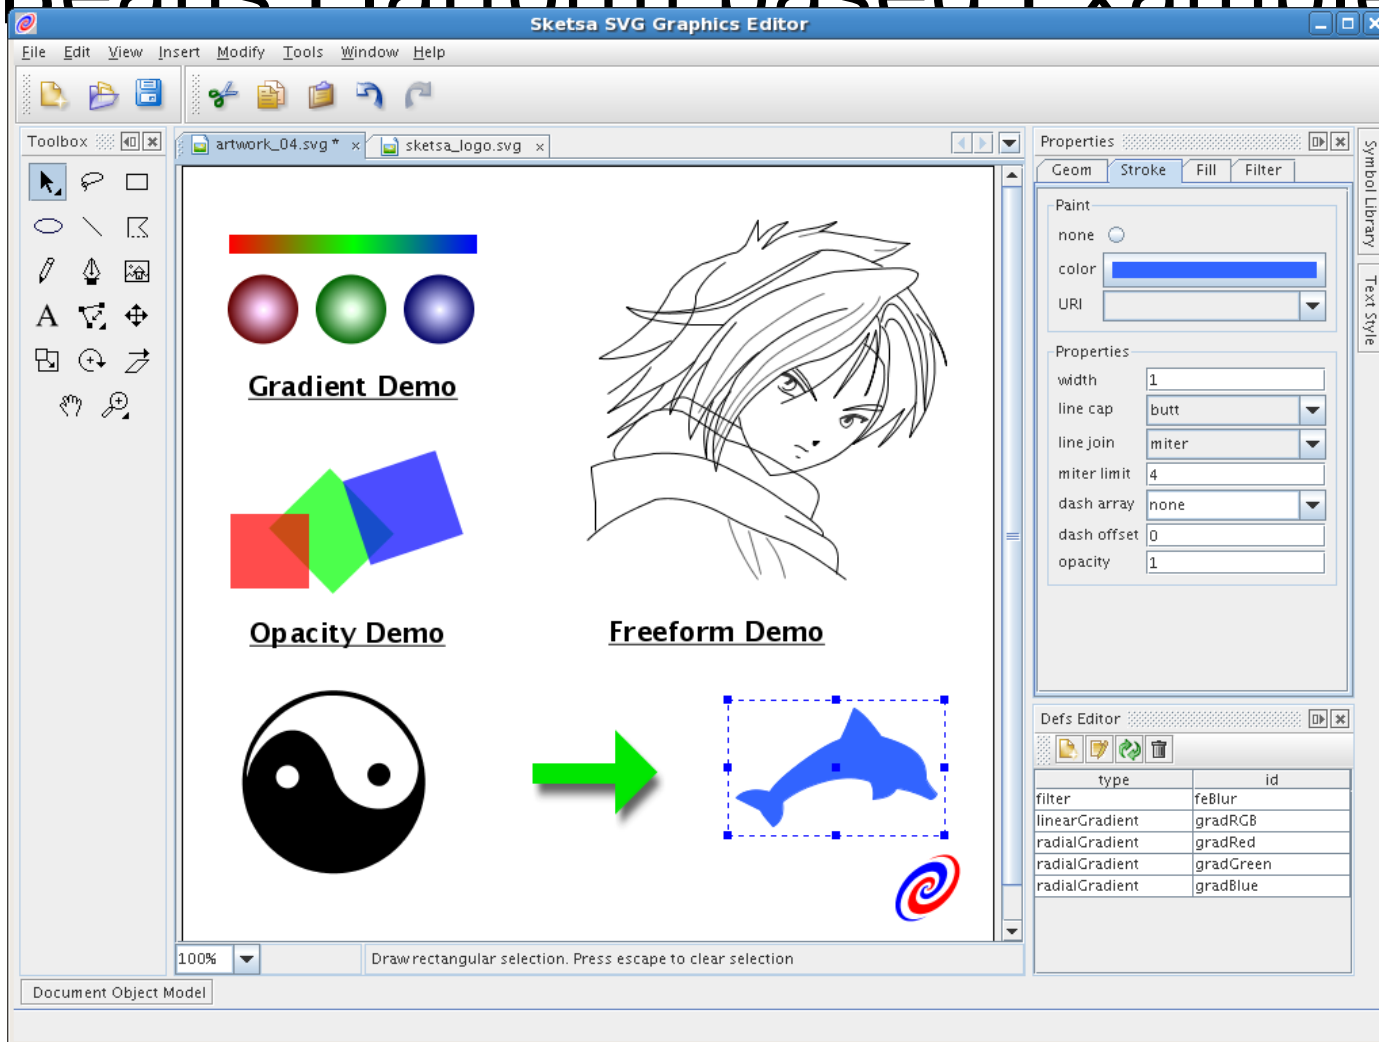 Beans Platform based Example
Sketsa SVG Graphics Editor
File Edit View Insert Modify Tools Window Help
Toolbox
artwork_04.svg * x
sketsa_logo.svg x
Properties
Geom Stroke Fill Filter
Paint
none
color
URI
Properties
width 1
line cap butt
line join miter
miter limit 4
dash array none
dash offset 0
opacity 1
Symbol Library
Text Style
A
Gradient Demo
Opacity Demo
Freeform Demo
Defs Editor
type id
filter feBlur
linearGradient gradRGB
radialGradient gradRed
radialGradient gradGreen
radialGradient gradBlue
100%
Draw rectangular selection. Press escape to clear selection
Document Object Model